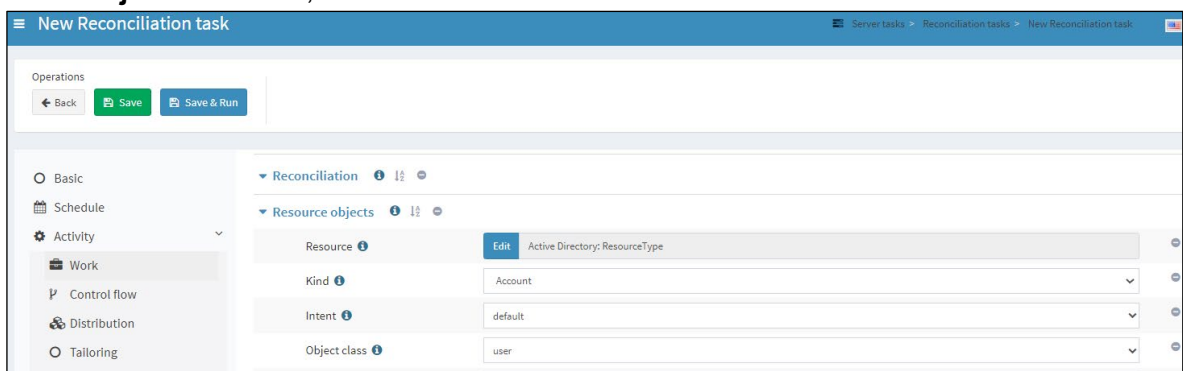 New Reconciliation task
Server tasks > Reconciliation tasks > New Reconciliation task
Operations
Back Save Save & Run
Basic
Reconciliation
Schedule
Resource objects
Activity
Resource Edit Active Directory: ResourceType
Work
Kind Account
Control flow
Intent default
Distribution
Object class user
Tailoring